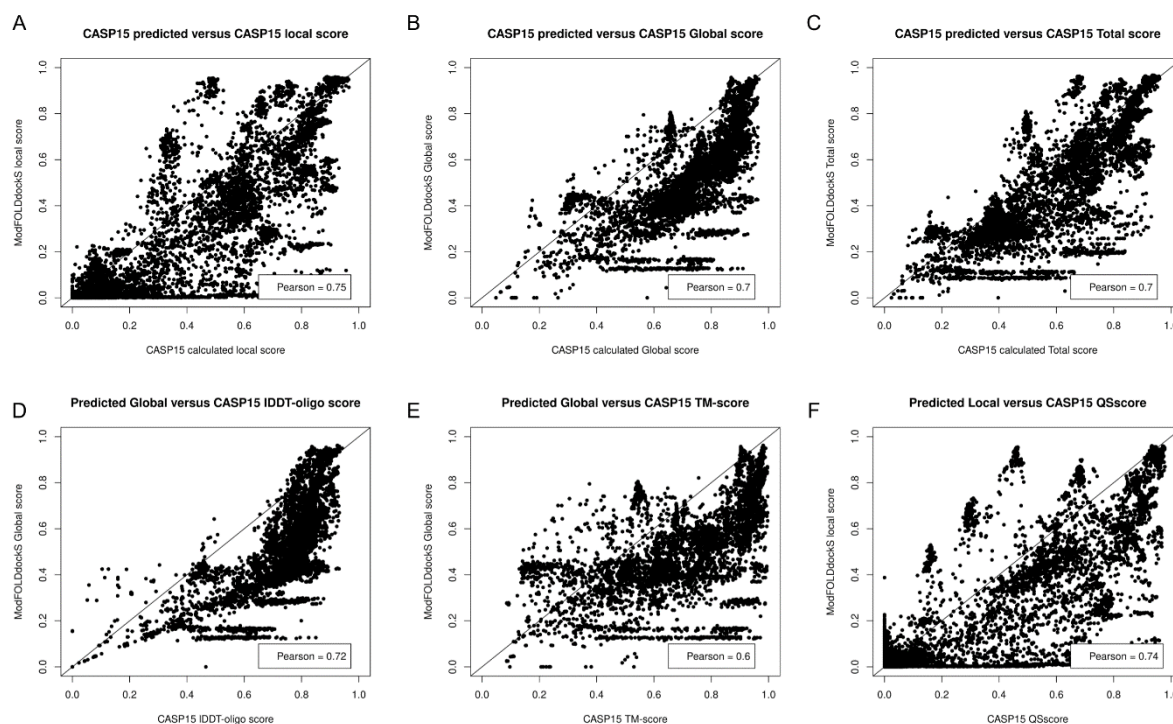 A
CASP15 predicted versus CASP15 local score
ModFOLDdockS local score
0.0 0.2 0.4 0.6 0.8 1.0
0.0 0.2 0.4 0.6 0.8 1.0
Pearson = 0.75
CASP15 calculated local score
B
CASP15 predicted versus CASP15 Global score
ModFOLDdockS Global score
0.0 0.2 0.4 0.6 0.8 1.0
0.0 0.2 0.4 0.6 0.8 1.0
Pearson = 0.7
CASP15 calculated Global score
C
CASP15 predicted versus CASP15 Total score
ModFOLDdockS Total score
0.0 0.2 0.4 0.6 0.8 1.0
0.0 0.2 0.4 0.6 0.8 1.0
Pearson = 0.7
CASP15 calculated Total score
D
Predicted Global versus CASP15 lDDT-oligo score
ModFOLDdockS Global score
0.0 0.2 0.4 0.6 0.8 1.0
0.0 0.2 0.4 0.6 0.8 1.0
Pearson = 0.72
CASP15 lDDT-oligo score
E
Predicted Global versus CASP15 TM-score
ModFOLDdockS Global score
0.0 0.2 0.4 0.6 0.8 1.0
0.0 0.2 0.4 0.6 0.8 1.0
Pearson = 0.6
CASP15 TM-score
F
Predicted Local versus CASP15 QSscore
ModFOLDdockS local score
0.0 0.2 0.4 0.6 0.8 1.0
0.0 0.2 0.4 0.6 0.8 1.0
Pearson = 0.74
CASP15 QSscore